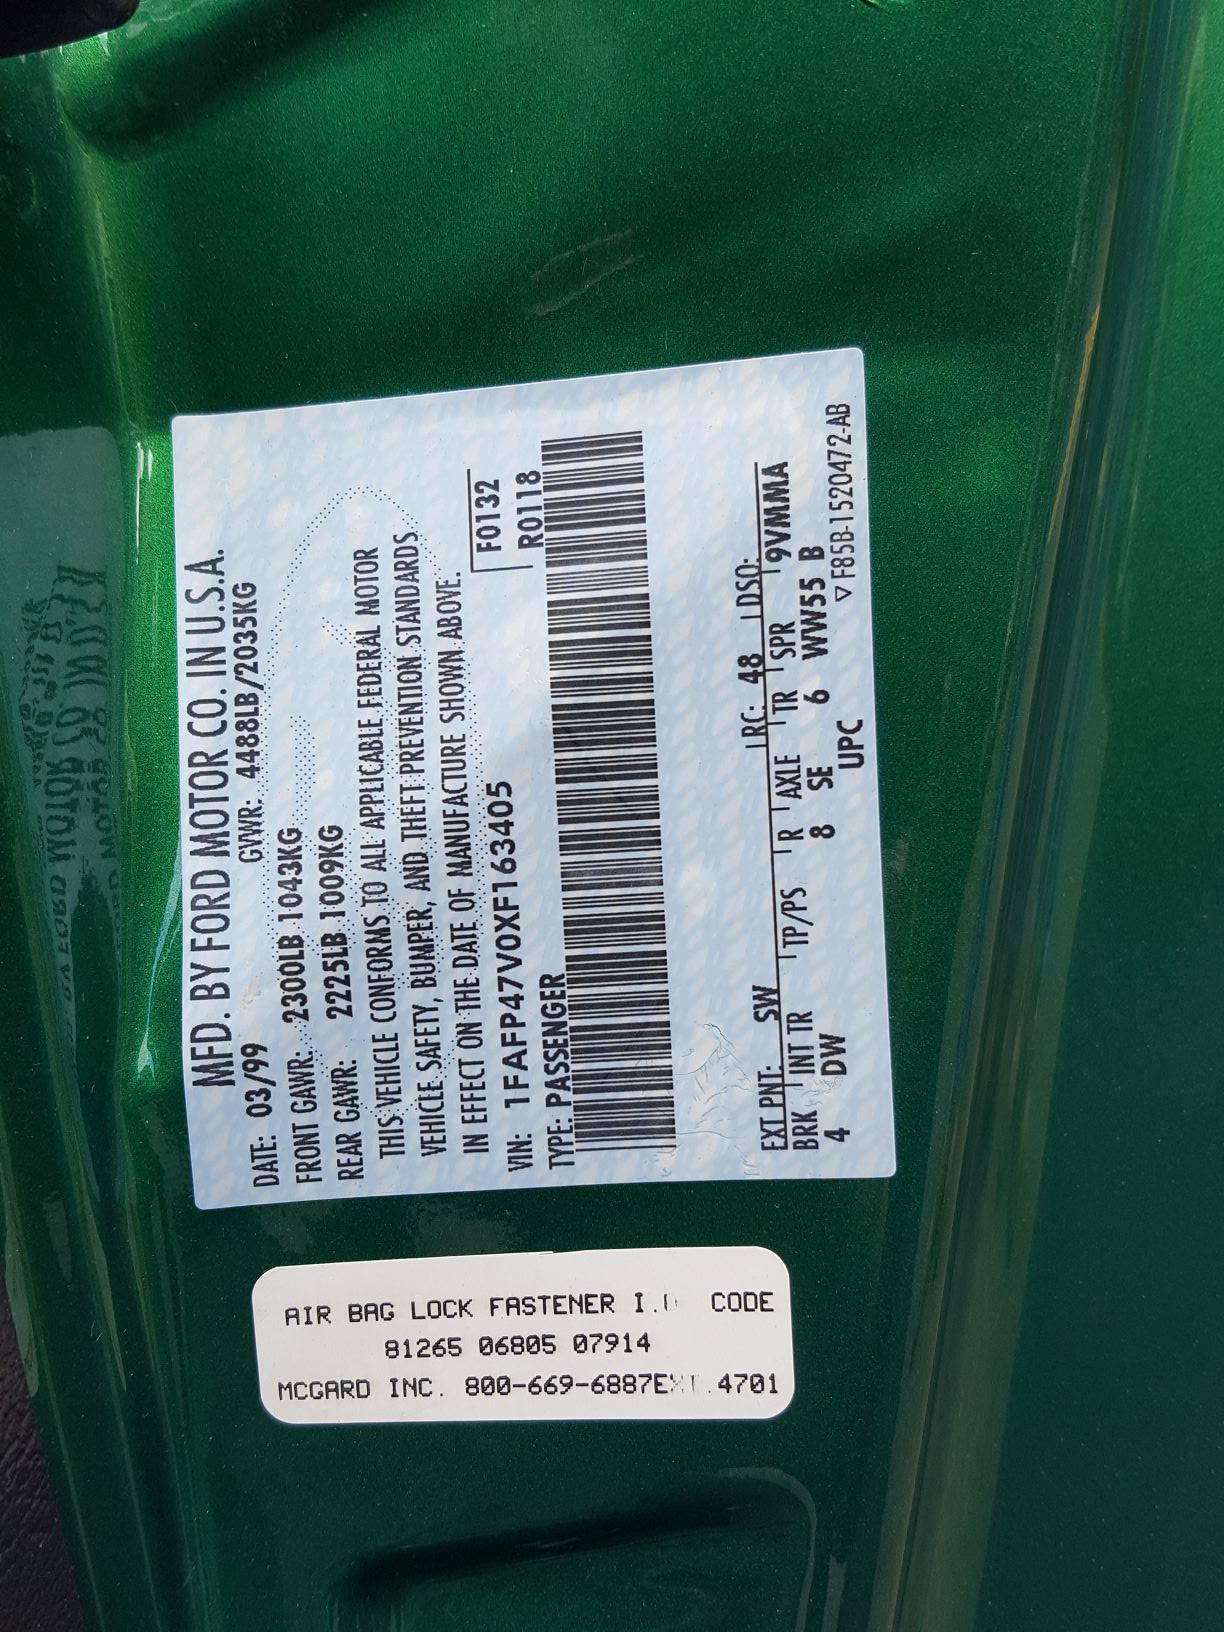 MFD. BY FORD MOTOR CO. IN U.S.A.
DATE: 03/99 GVWR: 4488LB/2035KG
FRONT GAWR: 2300LB 1043KG
REAR GAWR: 2225LB 1009KG
THIS VEHICLE CONFORMS TO ALL APPLICABLE FEDERAL MOTOR
VEHICLE SAFETY, BUMPER, AND THEFT PREVENTION STANDARDS
IN EFFECT ON THE DATE OF MANUFACTURE SHOWN ABOVE.
VIN: 1FAFP47V0XF163405 F0132
TYPE: PASSENGER R0118
EXT PNT: SW RC: 48 DSO:
BRK INT TR TP/PS R AXLE TR SPR 9VMMA
4 DW 8 SE 6 WW55 B
UPC ▽F85B-1520472-AB
AIR BAG LOCK FASTENER CODE
81265 06805 07914
MCGARD INC. 800-669-6887EXT.4701